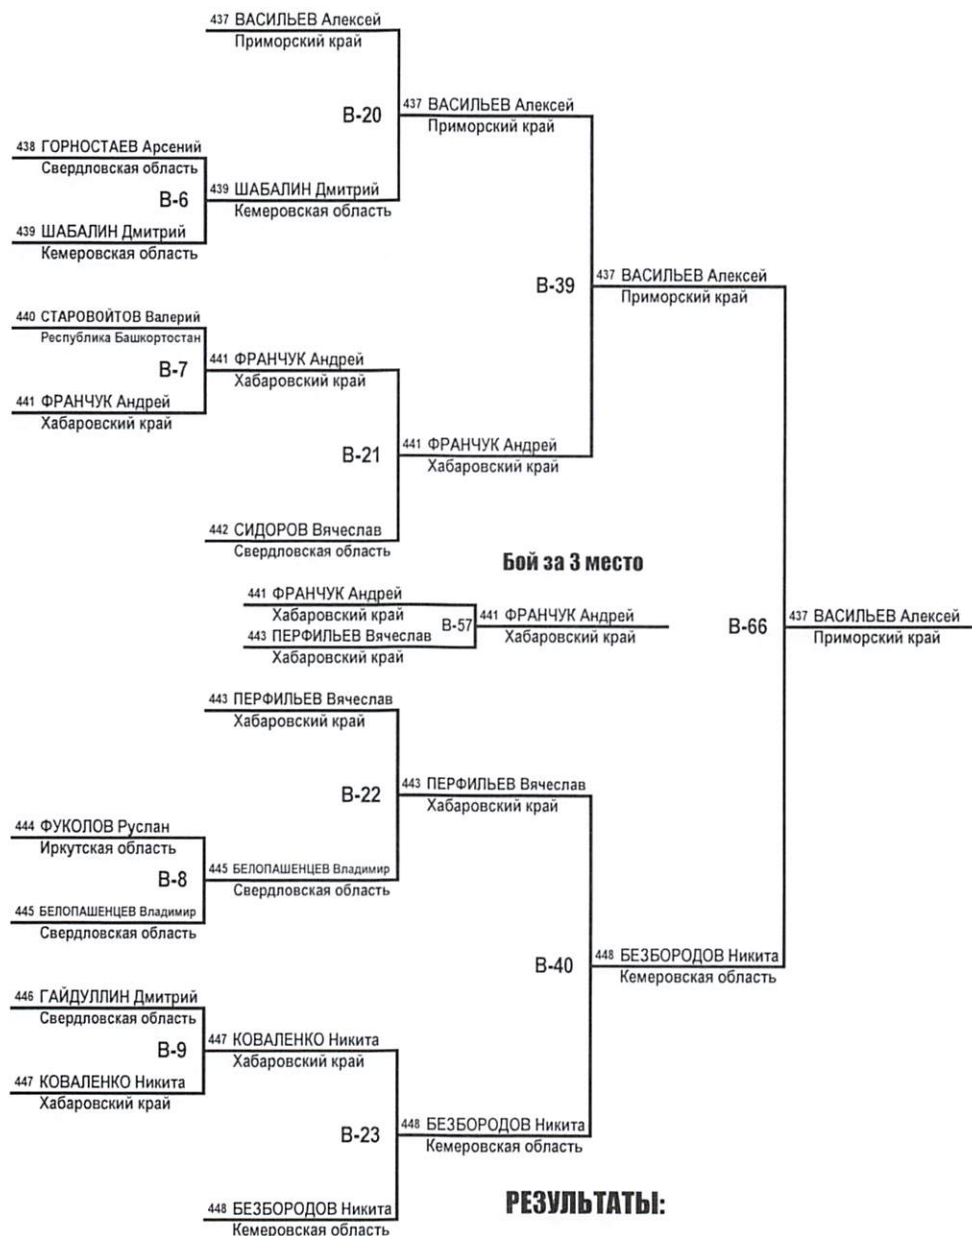 437 ВАСИЛЬЕВ Алексей
Приморский край
В-20
437 ВАСИЛЬЕВ Алексей
Приморский край
438 ГОРНОСТАЕВ Арсений
Свердловская область
В-6
439 ШАБАЛИН Дмитрий
Кемеровская область
439 ШАБАЛИН Дмитрий
Кемеровская область
В-39
437 ВАСИЛЬЕВ Алексей
Приморский край
440 СТАРОВОЙТОВ Валерий
Республика Башкортостан
В-7
441 ФРАНЧУК Андрей
Хабаровский край
441 ФРАНЧУК Андрей
Хабаровский край
В-21
441 ФРАНЧУК Андрей
Хабаровский край
442 СИДОРОВ Вячеслав
Свердловская область
Бой за 3 место
441 ФРАНЧУК Андрей
Хабаровский край
В-57
441 ФРАНЧУК Андрей
Хабаровский край
443 ПЕРФИЛЬЕВ Вячеслав
Хабаровский край
В-66
437 ВАСИЛЬЕВ Алексей
Приморский край
443 ПЕРФИЛЬЕВ Вячеслав
Хабаровский край
В-22
443 ПЕРФИЛЬЕВ Вячеслав
Хабаровский край
444 ФУКОЛОВ Руслан
Иркутская область
В-8
445 БЕЛОПАШЕНЦЕВ Владимир
Свердловская область
445 БЕЛОПАШЕНЦЕВ Владимир
Свердловская область
В-40
448 БЕЗБОРОДОВ Никита
Кемеровская область
446 ГАЙДУЛЛИН Дмитрий
Свердловская область
В-9
447 КОВАЛЕНКО Никита
Хабаровский край
447 КОВАЛЕНКО Никита
Хабаровский край
В-23
448 БЕЗБОРОДОВ Никита
Кемеровская область
448 БЕЗБОРОДОВ Никита
Кемеровская область
РЕЗУЛЬТАТЫ: